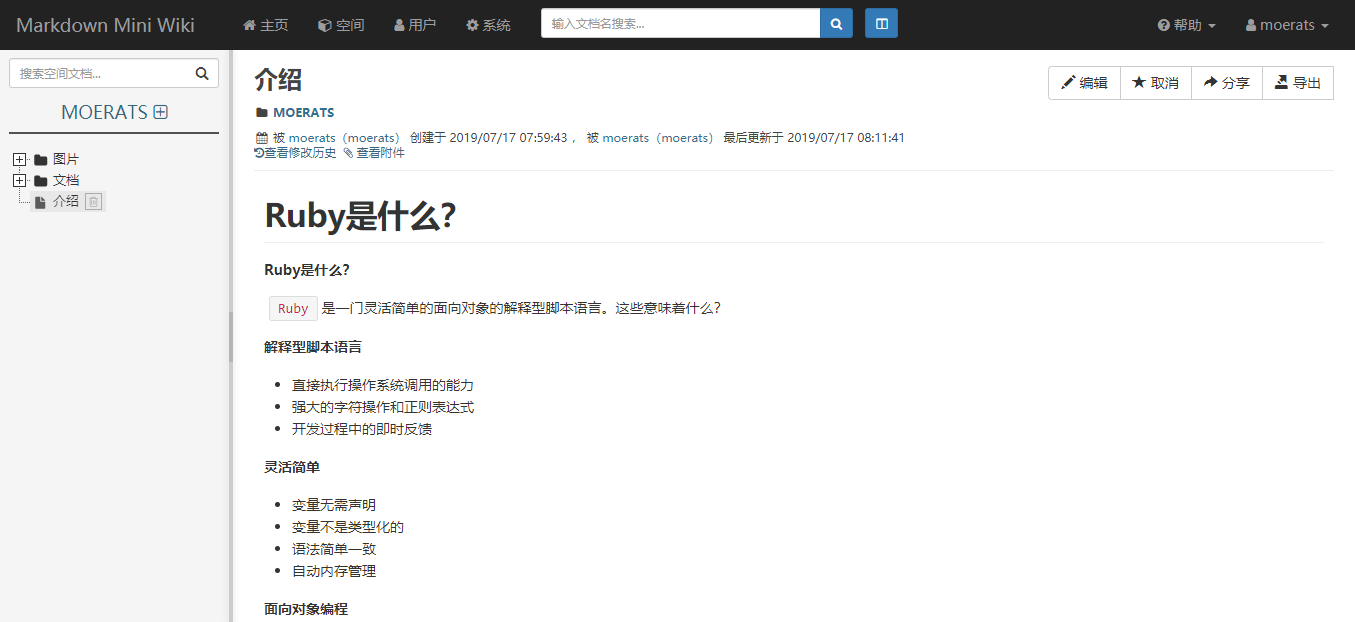 Markdown Mini Wiki 主页 空间 用户 系统 输入文档名搜索... 帮助 moerats
搜索空间文档...
MOERATS
图片
文档
介绍
介绍
编辑 取消 分享 导出
MOERATS
被 moerats（moerats） 创建于 2019/07/17 07:59:43， 被 moerats（moerats） 最后更新于 2019/07/17 08:11:41
查看修改历史 查看附件
Ruby是什么？
Ruby是什么？
Ruby 是一门灵活简单的面向对象的解释型脚本语言。这些意味着什么？
解释型脚本语言
直接执行操作系统调用的能力
强大的字符操作和正则表达式
开发过程中的即时反馈
灵活简单
变量无需声明
变量不是类型化的
语法简单一致
自动内存管理
面向对象编程